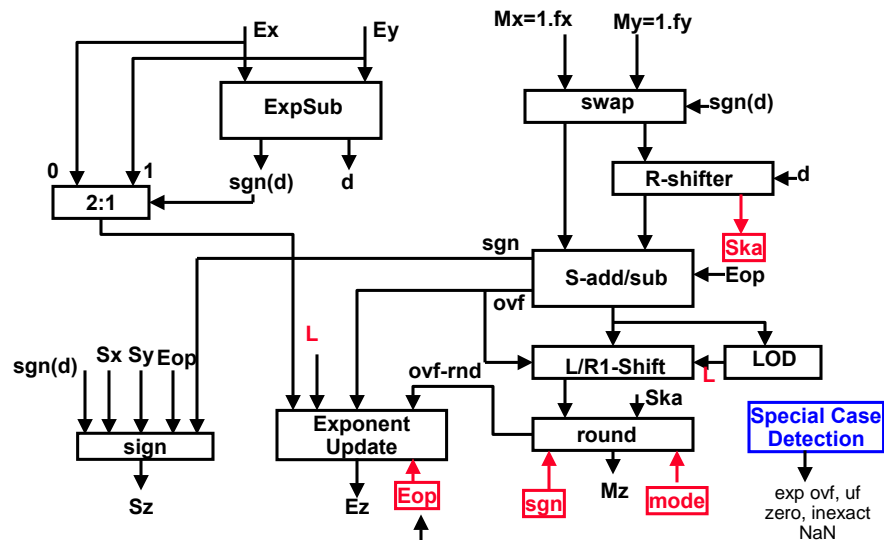 Ex
Ey
Mx=1.fx
My=1.fy
ExpSub
swap
sgn(d)
0
1
sgn(d)
d
R-shifter
d
2:1
sgn
Ska
S-add/sub
Eop
ovf
L
sgn(d)
Sx
Sy
Eop
ovf-rnd
L/R1-Shift
L
LOD
Ska
sign
Exponent
Update
round
Special Case
Detection
Sz
Ez
Eop
sgn
Mz
mode
exp ovf, uf
zero, inexact
NaN